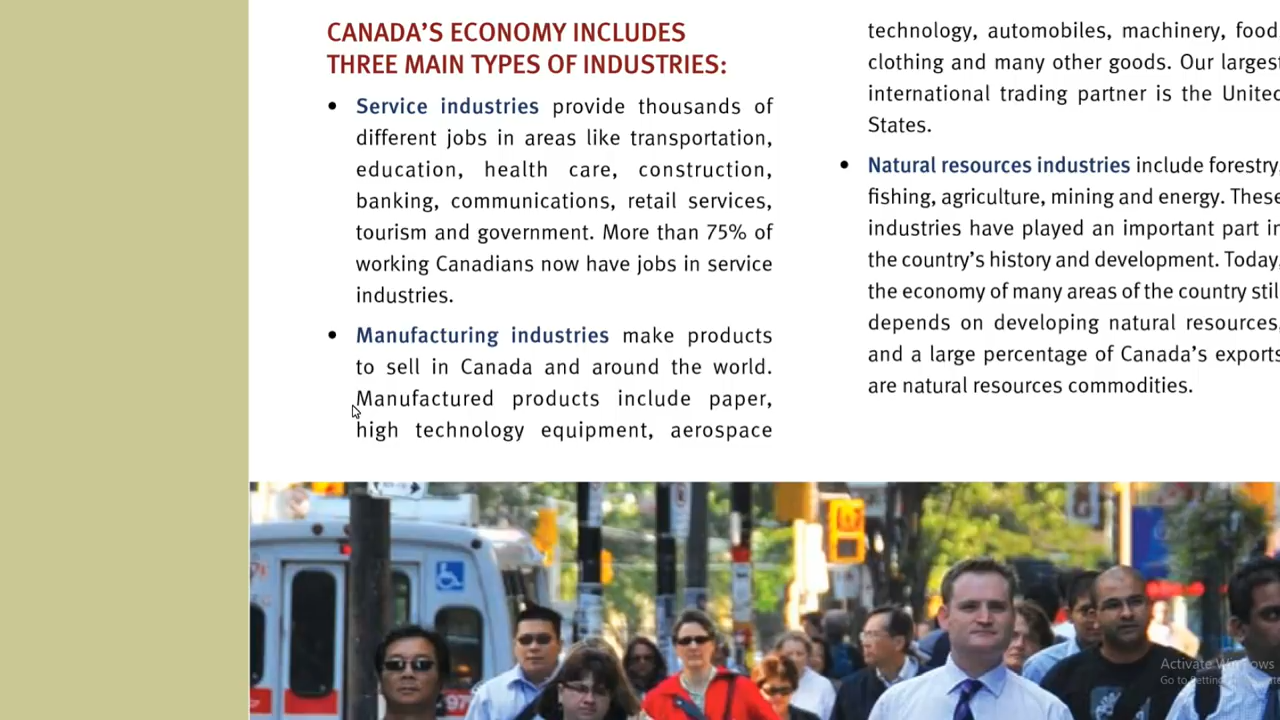 CANADA'S ECONOMY INCLUDES
THREE MAIN TYPES OF INDUSTRIES:
• Service industries provide thousands of
different jobs in areas like transportation,
education, health care, construction,
banking, communications, retail services,
tourism and government. More than 75% of
working Canadians now have jobs in service
industries.
• Manufacturing industries make products
to sell in Canada and around the world.
Manufactured products include paper,
high technology equipment, aerospace
technology, automobiles, machinery, food,
clothing and many other goods. Our largest
international trading partner is the United
States.
• Natural resources industries include forestry,
fishing, agriculture, mining and energy. These
industries have played an important part in
the country's history and development. Today,
the economy of many areas of the country still
depends on developing natural resources,
and a large percentage of Canada's exports
are natural resources commodities.
97
Activate Windows
Go to Settings